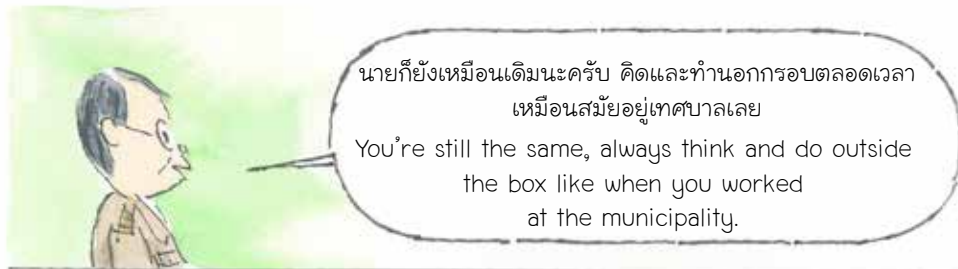 นายก็ยังเหมือนเดิมนะครับ คิดและทำนอกกรอบตลอดเวลา
เหมือนสมัยอยู่เทศบาลเลย
You're still the same, always think and do outside
the box like when you worked
at the municipality.